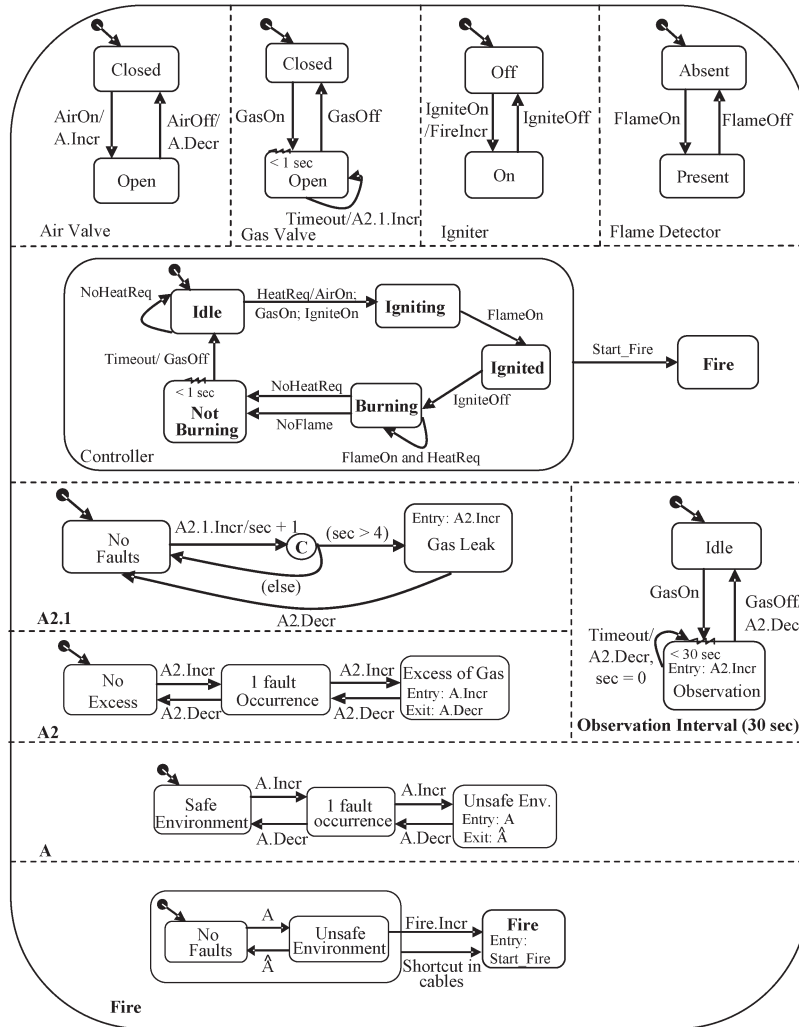 Closed
AirOn/
A.Incr
AirOff/
A.Decr
Open
Air Valve
Closed
GasOn
GasOff
< 1 sec
Open
Timeout/A2.1.Incr
Gas Valve
Off
IgniteOn
/FireIncr
IgniteOff
On
Igniter
Absent
FlameOn
FlameOff
Present
Flame Detector
NoHeatReq
Idle
HeatReq/AirOn;
GasOn; IgniteOn
Igniting
FlameOn
Ignited
Timeout/ GasOff
< 1 sec
Not
Burning
NoHeatReq
NoFlame
Burning
IgniteOff
FlameOn and HeatReq
Controller
Start_Fire
Fire
No
Faults
A2.1.Incr/sec + 1
C
(sec > 4)
Entry: A2.Incr
Gas Leak
(else)
A2.Decr
A2.1
Idle
GasOn
GasOff/
A2.Decr
Timeout/
A2.Decr,
sec = 0
< 30 sec
Entry: A2.Incr
Observation
Observation Interval (30 sec)
No
Excess
A2.Incr
A2.Decr
1 fault
Occurrence
A2.Incr
A2.Decr
Excess of Gas
Entry: A.Incr
Exit: A.Decr
A2
Safe
Environment
A.Incr
A.Decr
1 fault
occurrence
A.Incr
A.Decr
Unsafe Env.
Entry: A
Exit: Â
A
No
Faults
A
Â
Unsafe
Environment
Fire.Incr
Shortcut in
cables
Fire
Entry:
Start_Fire
Fire